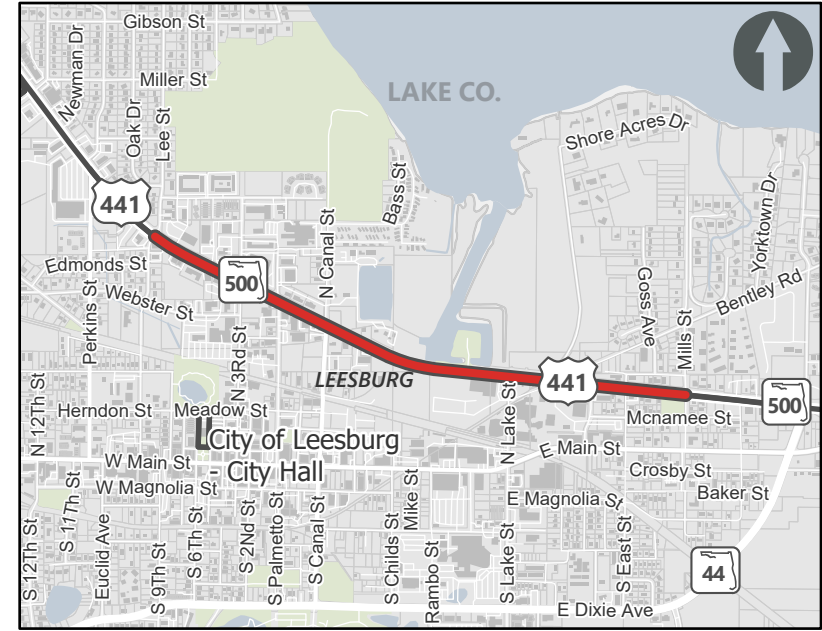 Gibson St
Newman Dr
Miller St
LAKE CO.
Oak Dr
Lee St
Shore Acres Dr
Bass St
441
N Canal St
Yorktown Dr
Edmonds St
500
Goss Ave
Bentley Rd
Webster St
Perkins St
Mills St
N 3Rd St
LEESBURG
441
500
N 12Th St
Herndon St
Meadow St
N Lake St
Mcnamee St
City of Leesburg
- City Hall
E Main St
W Main St
Crosby St
W Magnolia St
Baker St
E Magnolia St
Mike St
S 11Th St
S 12Th St
Euclid Ave
S 9Th St
S 6Th St
S 2Nd St
S Palmetto St
S Canal St
S Childs St
Rambo St
S Lake St
S East St
44
E Dixie Ave